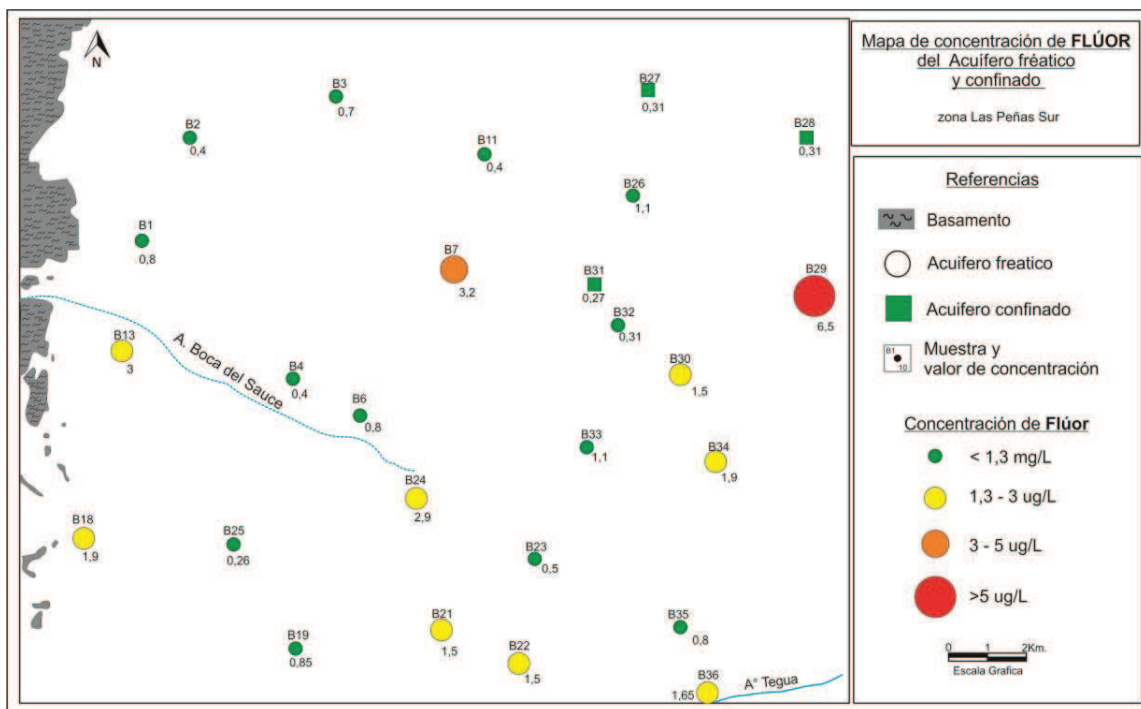 Mapa de concentración de FLÚOR
del Acuífero fréatico
y confinado
zona Las Peñas Sur
Referencias
Basamento
Acuifero freatico
Acuifero confinado
B1
10
Muestra y
valor de concentración
Concentración de Flúor
< 1,3 mg/L
1,3 - 3 ug/L
3 - 5 ug/L
>5 ug/L
0 1 2Km.
Escala Grafica
N
B3
0,7
B27
0,31
B2
0,4
B11
0,4
B28
0,31
B26
1,1
B1
0,8
B7
3,2
B31
0,27
B29
6,5
B32
0,31
B13
3
A. Boca del Sauce
B4
0,4
B30
1,5
B6
0,8
B33
1,1
B34
1,9
B24
2,9
B18
1,9
B25
0,26
B23
0,5
B21
1,5
B35
0,8
B19
0,85
B22
1,5
B36
1,65
A° Tegua